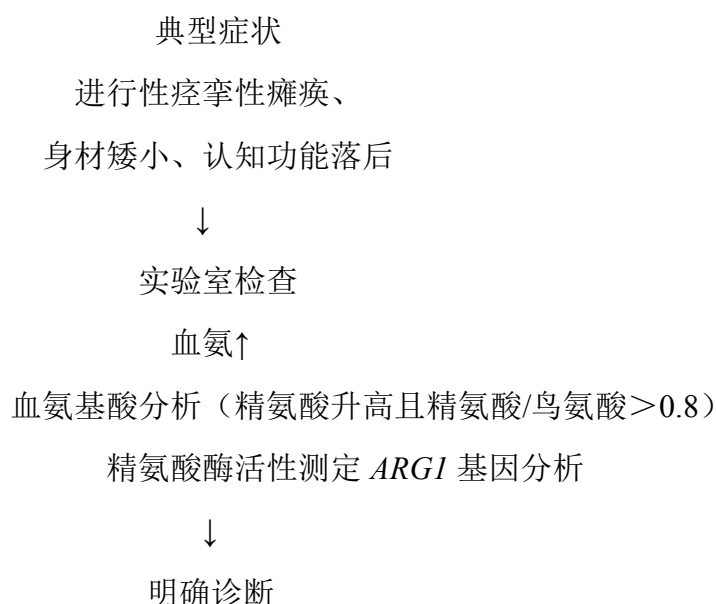 典型症状
进行性痉挛性瘫痪、
身材矮小、认知功能落后
↓
实验室检查
血氨↑
血氨基酸分析（精氨酸升高且精氨酸/鸟氨酸＞0.8）
精氨酸酶活性测定 ARG1 基因分析
↓
明确诊断